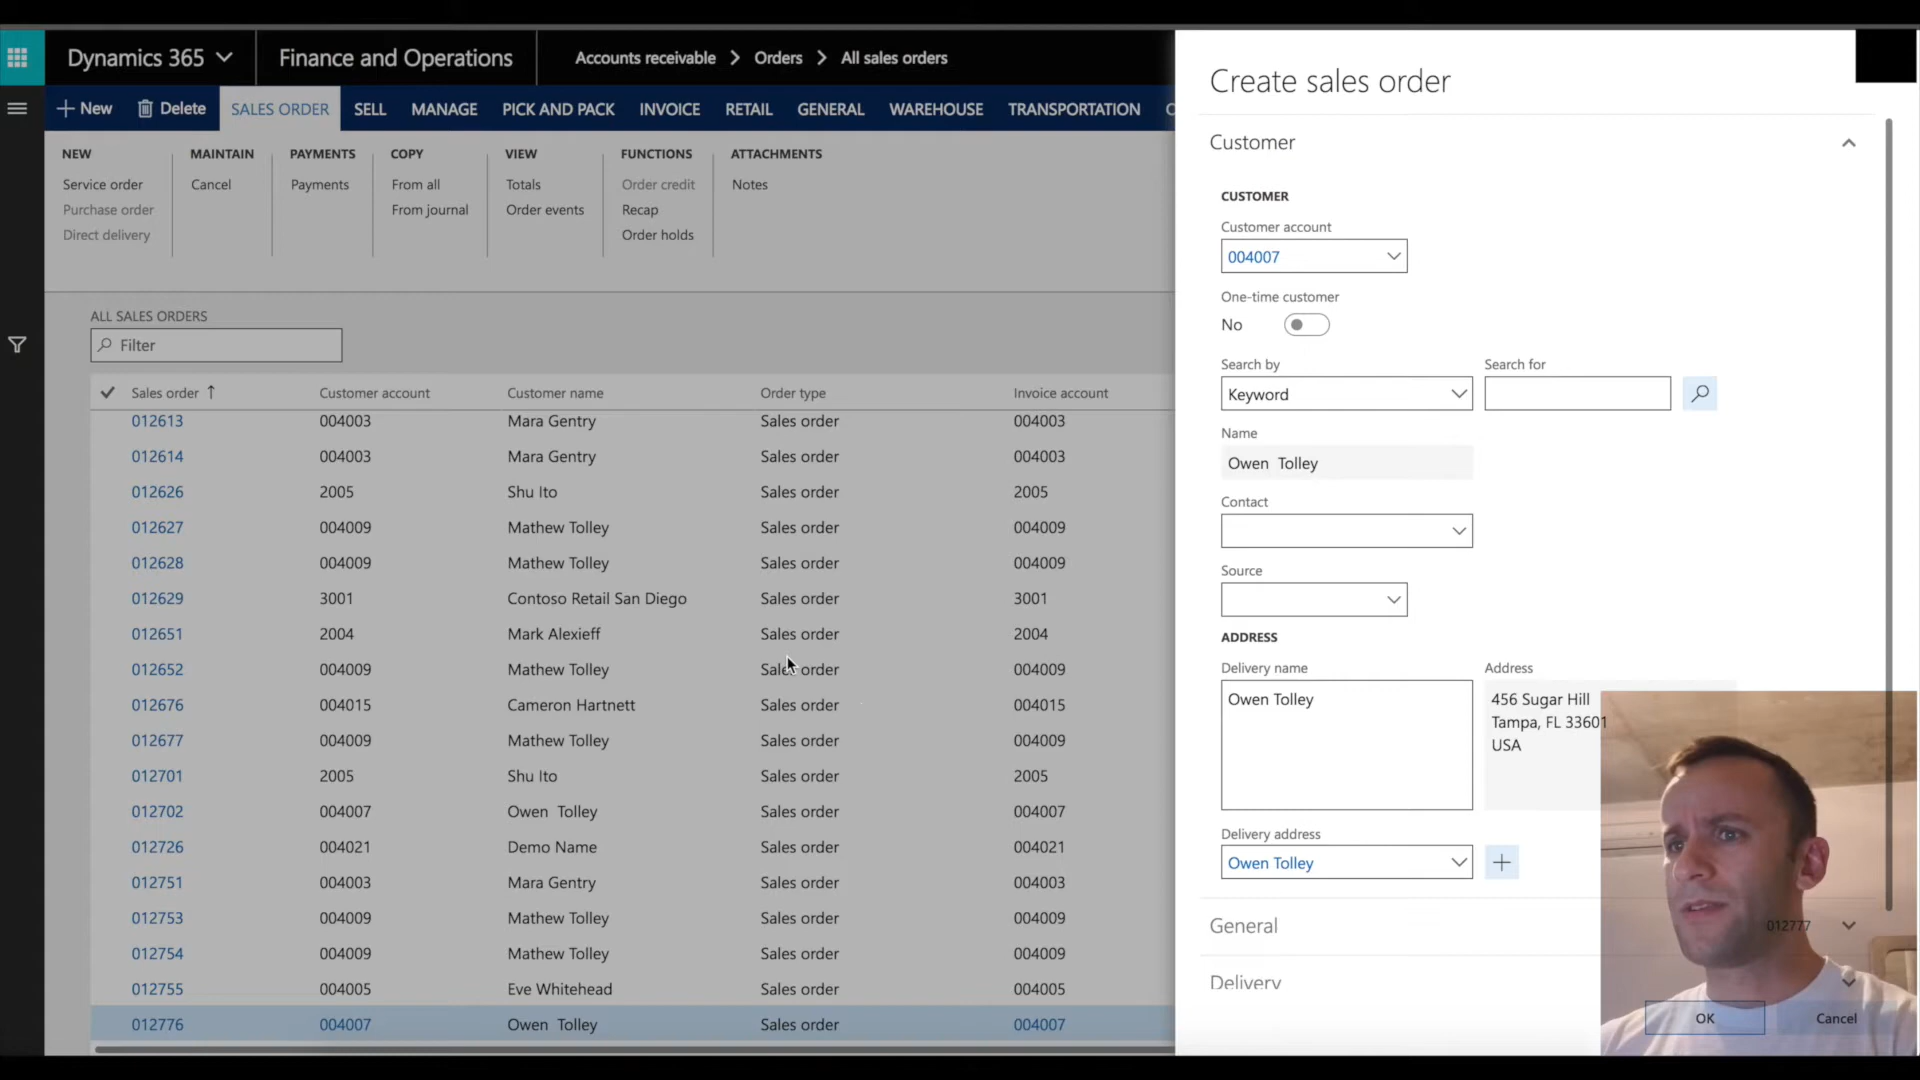 Dynamics 365
Finance and Operations
Accounts receivable > Orders > All sales orders
+ New
Delete
SALES ORDER
SELL
MANAGE
PICK AND PACK
INVOICE
RETAIL
GENERAL
WAREHOUSE
TRANSPORTATION
NEW
Service order
Purchase order
Direct delivery
MAINTAIN
Cancel
PAYMENTS
Payments
COPY
From all
From journal
VIEW
Totals
Order events
FUNCTIONS
Order credit
Recap
Order holds
ATTACHMENTS
Notes
ALL SALES ORDERS
Filter
Sales order ↑ Customer account Customer name Order type Invoice account
012613 004003 Mara Gentry Sales order 004003
012614 004003 Mara Gentry Sales order 004003
012626 2005 Shu Ito Sales order 2005
012627 004009 Mathew Tolley Sales order 004009
012628 004009 Mathew Tolley Sales order 004009
012629 3001 Contoso Retail San Diego Sales order 3001
012651 2004 Mark Alexieff Sales order 2004
012652 004009 Mathew Tolley Sales order 004009
012676 004015 Cameron Hartnett Sales order 004015
012677 004009 Mathew Tolley Sales order 004009
012701 2005 Shu Ito Sales order 2005
012702 004007 Owen Tolley Sales order 004007
012726 004021 Demo Name Sales order 004021
012751 004003 Mara Gentry Sales order 004003
012753 004009 Mathew Tolley Sales order 004009
012754 004009 Mathew Tolley Sales order 004009
012755 004005 Eve Whitehead Sales order 004005
012776 004007 Owen Tolley Sales order 004007
Create sales order
Customer
CUSTOMER
Customer account
004007
One-time customer
No
Search by
Keyword
Search for
Name
Owen Tolley
Contact
Source
ADDRESS
Delivery name
Owen Tolley
Address
456 Sugar Hill
Tampa, FL 33601
USA
Delivery address
Owen Tolley
General
012777
Delivery
OK
Cancel